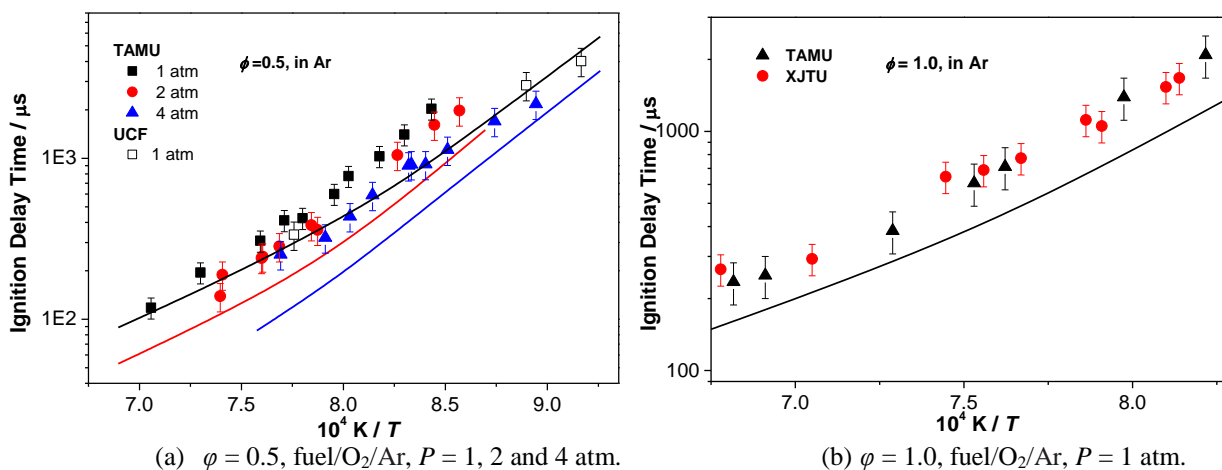 TAMU
1 atm
2 atm
4 atm
UCF
1 atm
ϕ=0.5, in Ar
Ignition Delay Time / μs
1E3
1E2
7.0 7.5 8.0 8.5 9.0
10⁴ K / T
(a) φ = 0.5, fuel/O₂/Ar, P = 1, 2 and 4 atm.
TAMU
XJTU
ϕ = 1.0, in Ar
Ignition Delay Time / μs
1000
100
7.0 7.5 8.0
10⁴ K / T
(b) φ = 1.0, fuel/O₂/Ar, P = 1 atm.